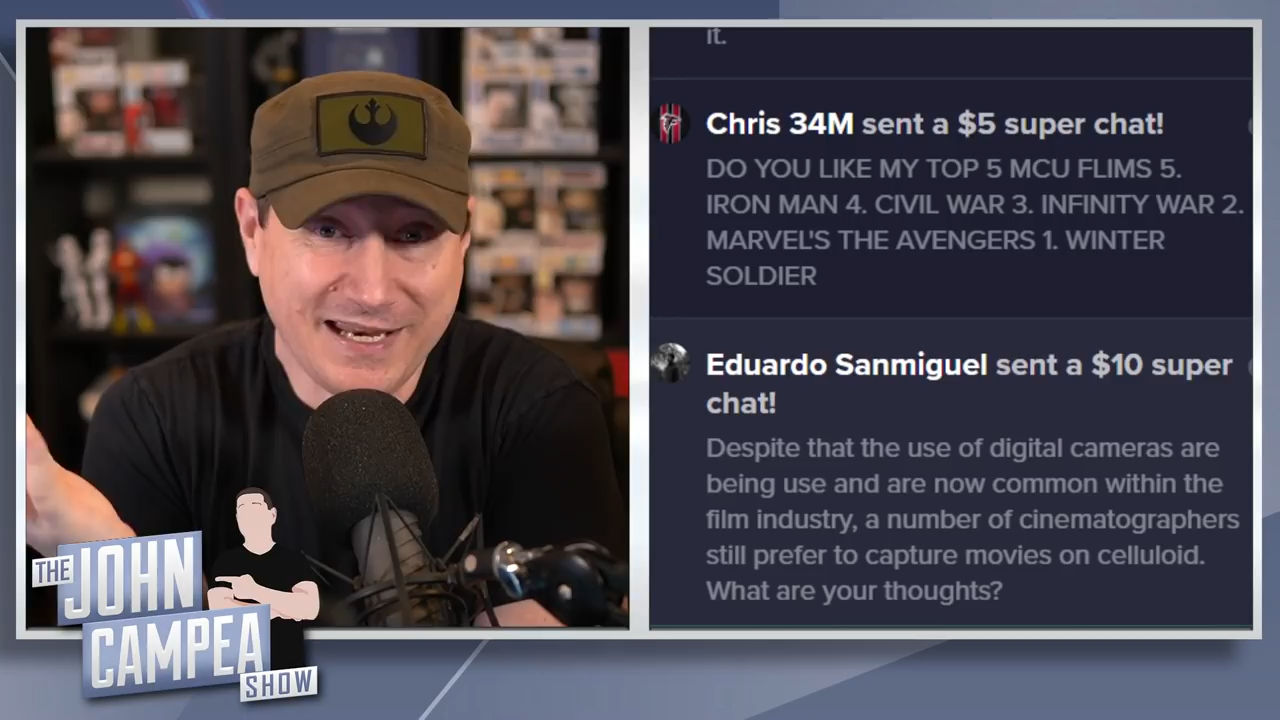 it.
Chris 34M sent a $5 super chat!
DO YOU LIKE MY TOP 5 MCU FLIMS 5.
IRON MAN 4. CIVIL WAR 3. INFINITY WAR 2.
MARVEL'S THE AVENGERS 1. WINTER
SOLDIER
Eduardo Sanmiguel sent a $10 super
chat!
Despite that the use of digital cameras are
being use and are now common within the
film industry, a number of cinematographers
still prefer to capture movies on celluloid.
What are your thoughts?
THE
JOHN
CAMPEA
SHOW